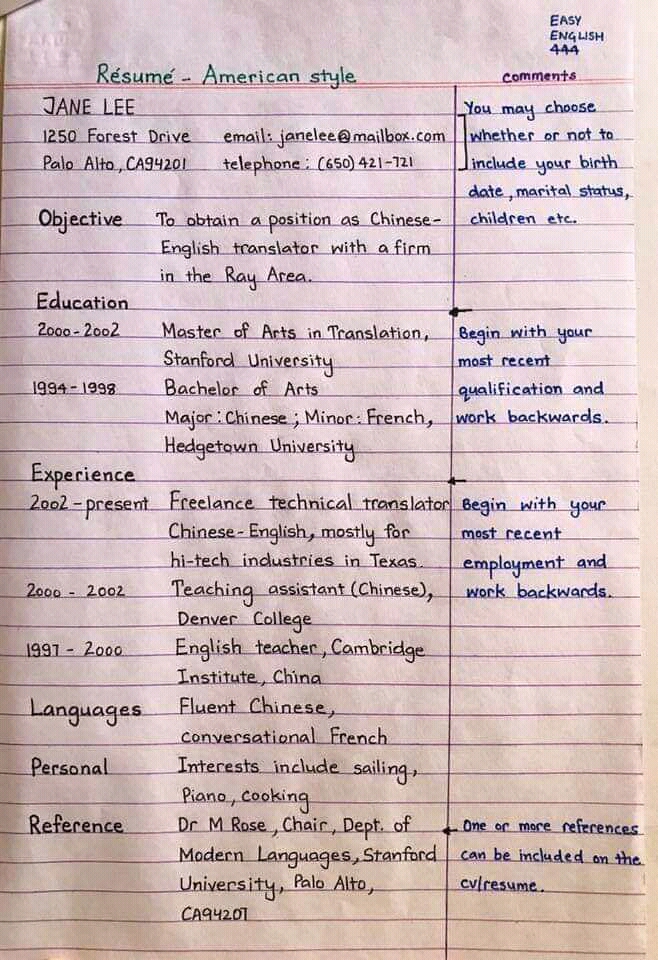 EASY
ENGLISH
444
Résumé - American style
comments
JANE LEE
1250 Forest Drive email: janelee@mailbox.com
Palo Alto, CA94201 telephone: (650) 421-721
You may choose
whether or not to
include your birth
date, marital status,
children etc.
Objective To obtain a position as Chinese-
English translator with a firm
in the Ray Area.
Education
2000-2002 Master of Arts in Translation,
Stanford University
1994-1998 Bachelor of Arts
Major: Chinese; Minor: French,
Hedgetown University
Begin with your
most recent
qualification and
work backwards.
Experience
2002-present Freelance technical translator
Chinese-English, mostly for
hi-tech industries in Texas.
2000 - 2002 Teaching assistant (Chinese),
Denver College
1997 - 2000 English teacher, Cambridge
Institute, China
Begin with your
most recent
employment and
work backwards.
Languages Fluent Chinese,
conversational French
Personal Interests include sailing,
Piano, cooking
Reference Dr M Rose, Chair, Dept. of
Modern Languages, Stanford
University, Palo Alto,
CA94201
One or more references
can be included on the
cv/resume.